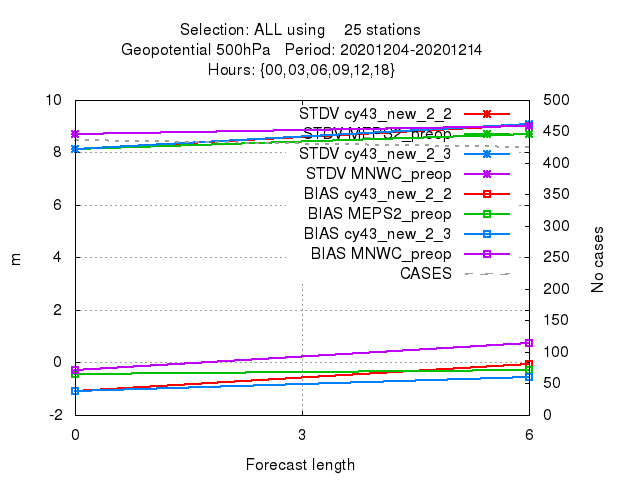 Selection: ALL using 25 stations
Geopotential 500hPa Period: 20201204-20201214
Hours: {00,03,06,09,12,18}
10
8
6
4
2
0
-2
m
STDV cy43_new_2_2
STDV MEPS2_preop
STDV cy43_new_2_3
STDV MNWC_preop
BIAS cy43_new_2_2
BIAS MEPS2_preop
BIAS cy43_new_2_3
BIAS MNWC_preop
CASES
500
450
400
350
300
250
200
150
100
50
0
No cases
0 3 6
Forecast length